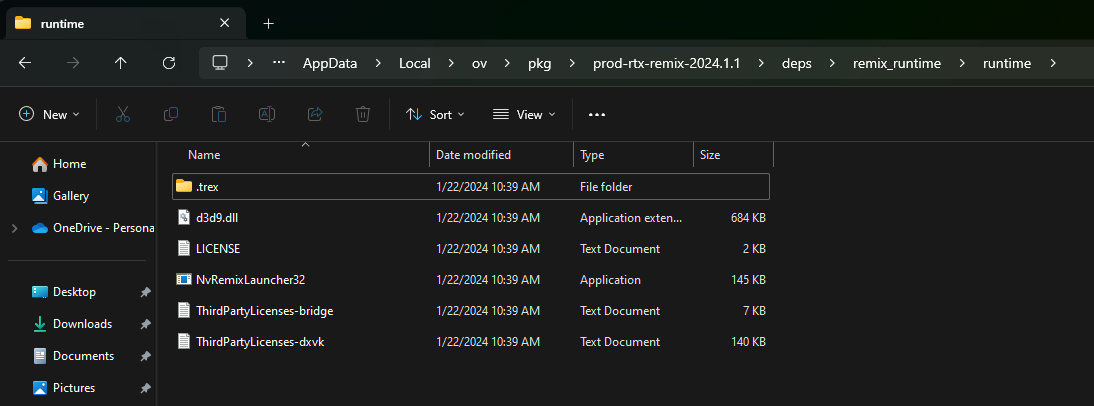 runtime
AppData > Local > ov > pkg > prod-rtx-remix-2024.1.1 > deps > remix_runtime > runtime >
New Sort View
Name Date modified Type Size
Home
Gallery
OneDrive - Persona
Desktop
Downloads
Documents
Pictures
.trex 1/22/2024 10:39 AM File folder
d3d9.dll 1/22/2024 10:39 AM Application exten... 684 KB
LICENSE 1/22/2024 10:39 AM Text Document 2 KB
NvRemixLauncher32 1/22/2024 10:39 AM Application 145 KB
ThirdPartyLicenses-bridge 1/22/2024 10:39 AM Text Document 7 KB
ThirdPartyLicenses-dxvk 1/22/2024 10:39 AM Text Document 140 KB